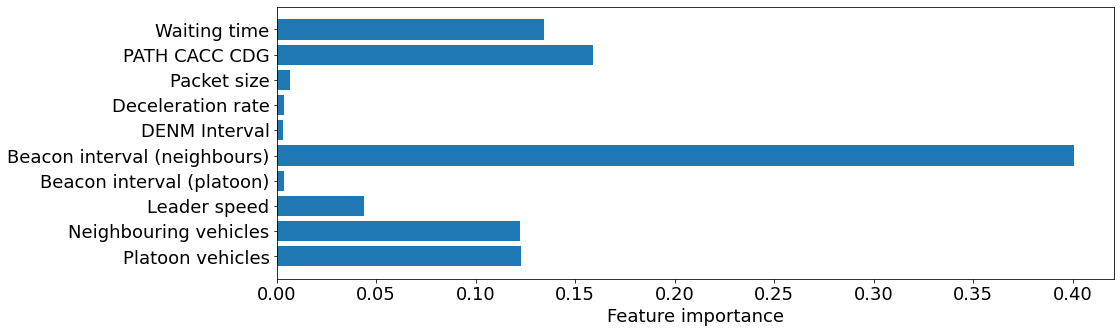 Waiting time
PATH CACC CDG
Packet size
Deceleration rate
DENM Interval
Beacon interval (neighbours)
Beacon interval (platoon)
Leader speed
Neighbouring vehicles
Platoon vehicles
0.00 0.05 0.10 0.15 0.20 0.25 0.30 0.35 0.40
Feature importance